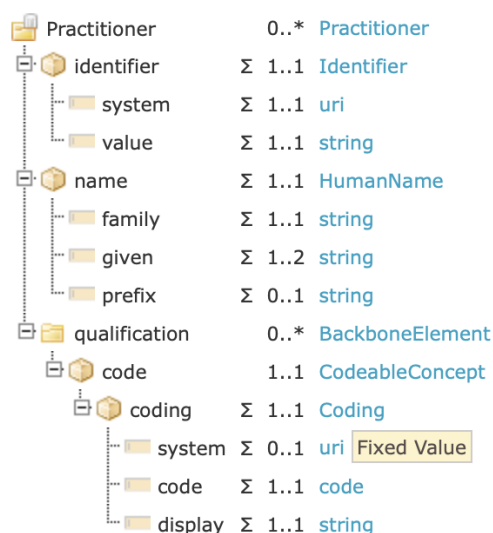 Practitioner 0..* Practitioner
identifier Σ 1..1 Identifier
system Σ 1..1 uri
value Σ 1..1 string
name Σ 1..1 HumanName
family Σ 1..1 string
given Σ 1..2 string
prefix Σ 0..1 string
qualification 0..* BackboneElement
code 1..1 CodeableConcept
coding Σ 1..1 Coding
system Σ 0..1 uri Fixed Value
code Σ 1..1 code
display Σ 1..1 string